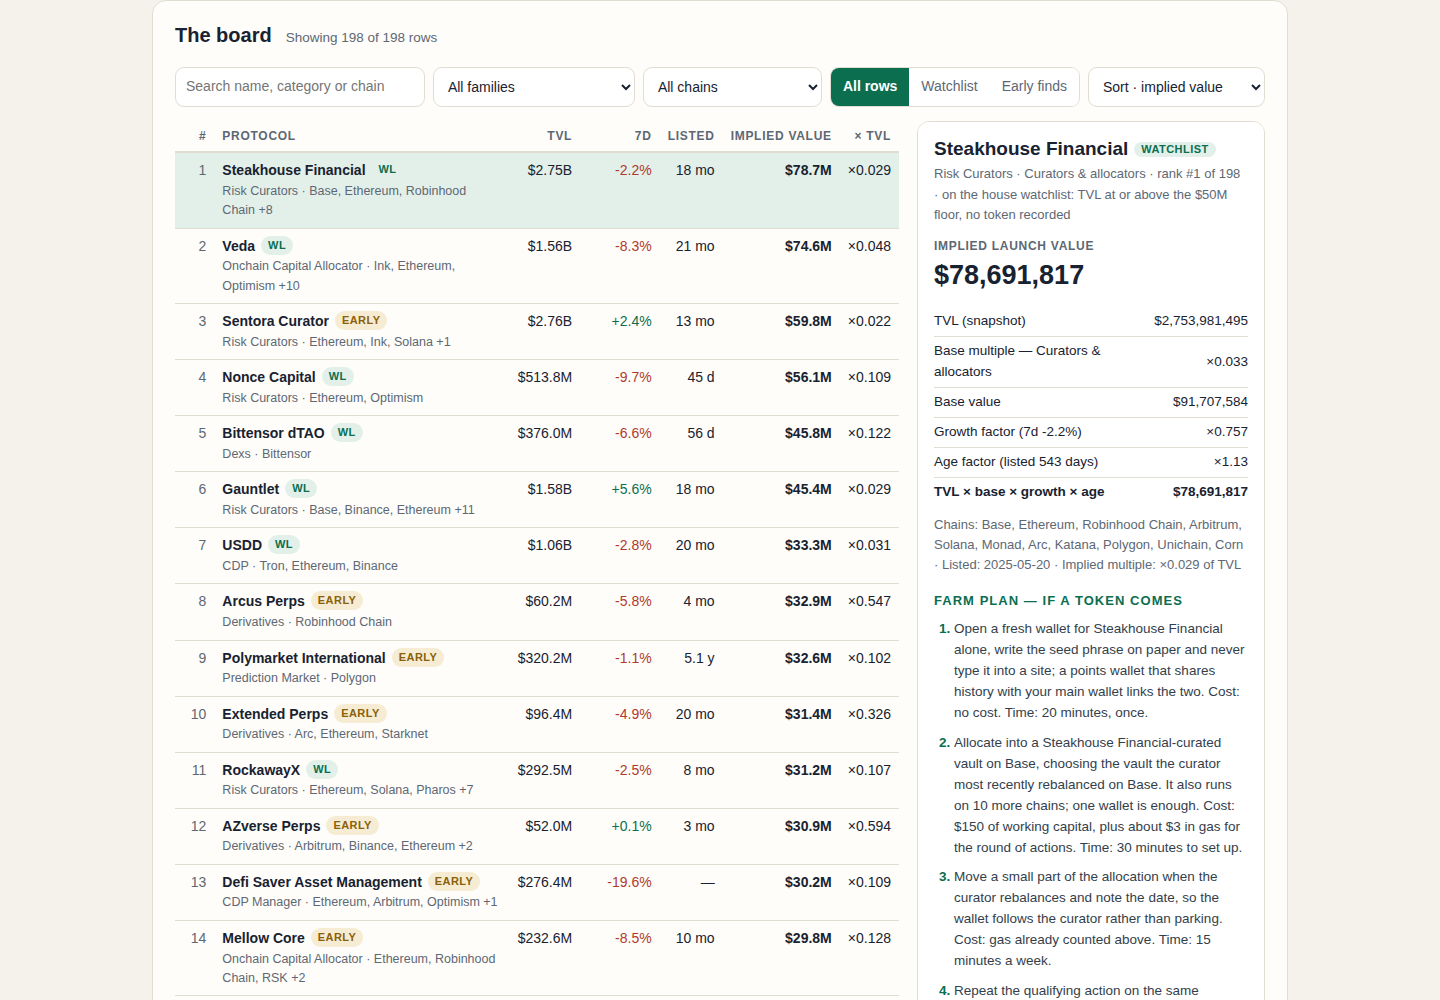 The board Showing 198 of 198 rows
Search name, category or chain All families All chains All rows Watchlist Early finds Sort · implied value
# PROTOCOL TVL 7D LISTED IMPLIED VALUE × TVL
1 Steakhouse Financial WL $2.75B -2.2% 18 mo $78.7M ×0.029
Risk Curators · Base, Ethereum, Robinhood
Chain +8
2 Veda WL $1.56B -8.3% 21 mo $74.6M ×0.048
Onchain Capital Allocator · Ink, Ethereum,
Optimism +10
3 Sentora Curator EARLY $2.76B +2.4% 13 mo $59.8M ×0.022
Risk Curators · Ethereum, Ink, Solana +1
4 Nonce Capital WL $513.8M -9.7% 45 d $56.1M ×0.109
Risk Curators · Ethereum, Optimism
5 Bittensor dTAO WL $376.0M -6.6% 56 d $45.8M ×0.122
Dexs · Bittensor
6 Gauntlet WL $1.58B +5.6% 18 mo $45.4M ×0.029
Risk Curators · Base, Binance, Ethereum +11
7 USDD WL $1.06B -2.8% 20 mo $33.3M ×0.031
CDP · Tron, Ethereum, Binance
8 Arcus Perps EARLY $60.2M -5.8% 4 mo $32.9M ×0.547
Derivatives · Robinhood Chain
9 Polymarket International EARLY $320.2M -1.1% 5.1 y $32.6M ×0.102
Prediction Market · Polygon
10 Extended Perps EARLY $96.4M -4.9% 20 mo $31.4M ×0.326
Derivatives · Arc, Ethereum, Starknet
11 RockawayX WL $292.5M -2.5% 8 mo $31.2M ×0.107
Risk Curators · Ethereum, Solana, Pharos +7
12 AZverse Perps EARLY $52.0M +0.1% 3 mo $30.9M ×0.594
Derivatives · Arbitrum, Binance, Ethereum +2
13 Defi Saver Asset Management EARLY $276.4M -19.6% — $30.2M ×0.109
CDP Manager · Ethereum, Arbitrum, Optimism +1
14 Mellow Core EARLY $232.6M -8.5% 10 mo $29.8M ×0.128
Onchain Capital Allocator · Ethereum, Robinhood
Chain, RSK +2
Steakhouse Financial WATCHLIST
Risk Curators · Curators & allocators · rank #1 of 198
· on the house watchlist: TVL at or above the $50M
floor, no token recorded
IMPLIED LAUNCH VALUE
$78,691,817
TVL (snapshot) $2,753,981,495
Base multiple — Curators &
allocators ×0.033
Base value $91,707,584
Growth factor (7d -2.2%) ×0.757
Age factor (listed 543 days) ×1.13
TVL × base × growth × age $78,691,817
Chains: Base, Ethereum, Robinhood Chain, Arbitrum,
Solana, Monad, Arc, Katana, Polygon, Unichain, Corn
· Listed: 2025-05-20 · Implied multiple: ×0.029 of TVL
FARM PLAN — IF A TOKEN COMES
1. Open a fresh wallet for Steakhouse Financial
alone, write the seed phrase on paper and never
type it into a site; a points wallet that shares
history with your main wallet links the two. Cost:
no cost. Time: 20 minutes, once.
2. Allocate into a Steakhouse Financial-curated
vault on Base, choosing the vault the curator
most recently rebalanced on Base. It also runs
on 10 more chains; one wallet is enough. Cost:
$150 of working capital, plus about $3 in gas for
the round of actions. Time: 30 minutes to set up.
3. Move a small part of the allocation when the
curator rebalances and note the date, so the
wallet follows the curator rather than parking.
Cost: gas already counted above. Time: 15
minutes a week.
4. Repeat the qualifying action on the same